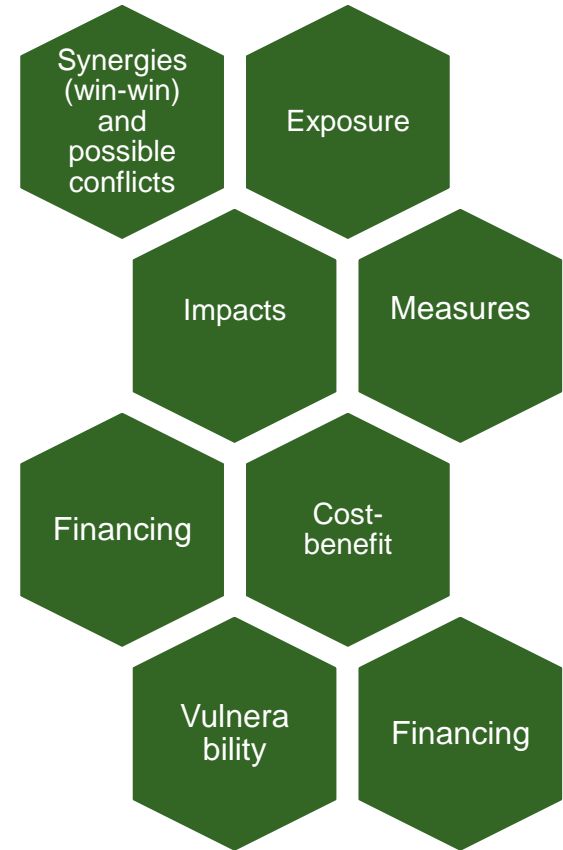 Synergies
(win-win)
and
possible
conflicts
Exposure
Impacts
Measures
Financing
Cost-
benefit
Vulnera
bility
Financing